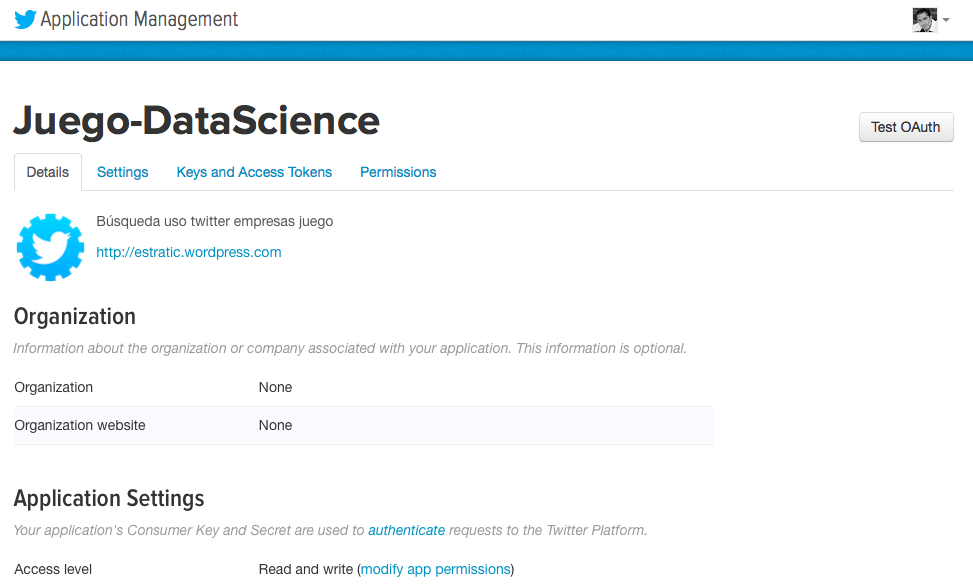 Application Management
Juego-DataScience
Test OAuth
Details Settings Keys and Access Tokens Permissions
Búsqueda uso twitter empresas juego
http://estratic.wordpress.com
Organization
Information about the organization or company associated with your application. This information is optional.
Organization None
Organization website None
Application Settings
Your application's Consumer Key and Secret are used to authenticate requests to the Twitter Platform.
Access level Read and write (modify app permissions)